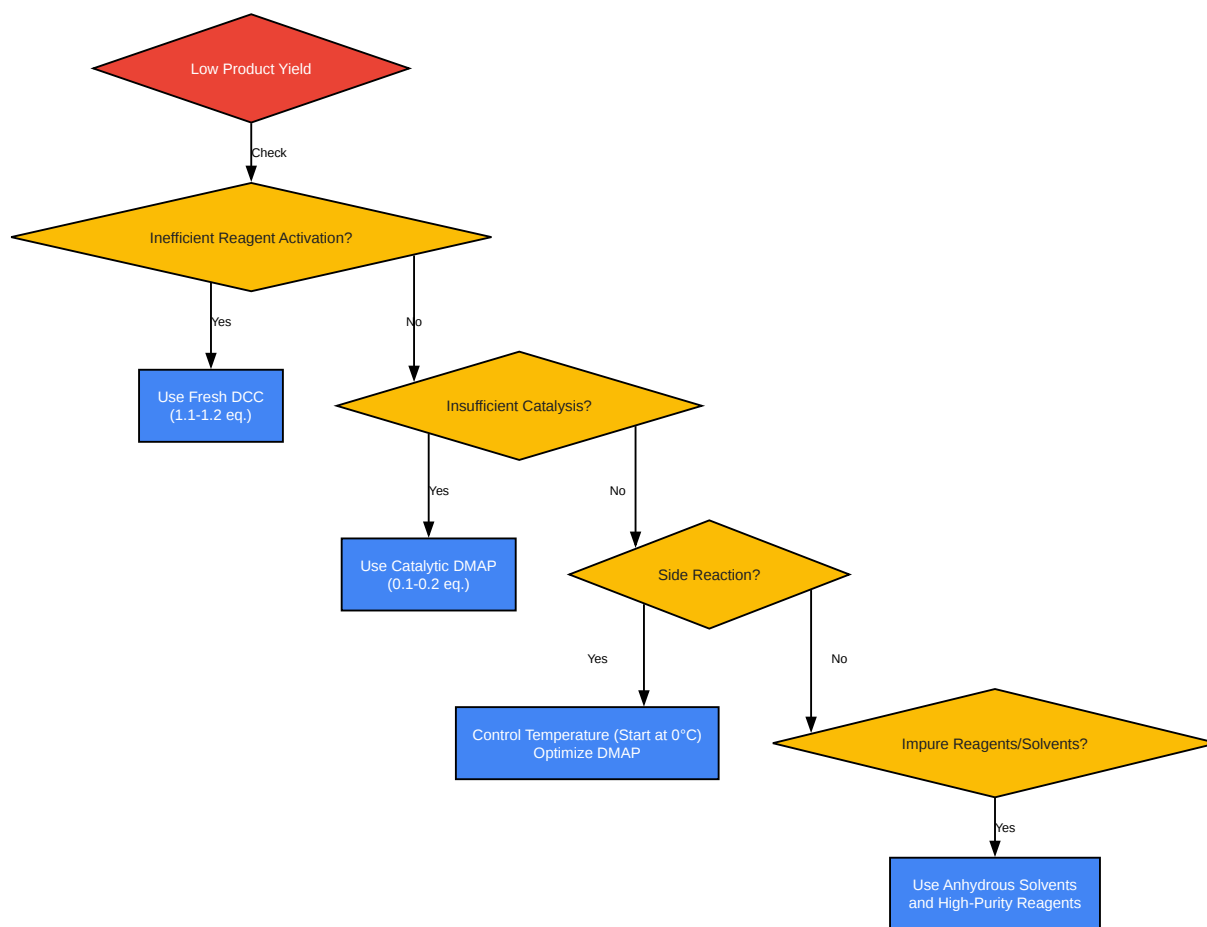 Low Product Yield
Check
Inefficient Reagent Activation?
Yes
No
Use Fresh DCC
(1.1-1.2 eq.)
Insufficient Catalysis?
Yes
No
Use Catalytic DMAP
(0.1-0.2 eq.)
Side Reaction?
Yes
No
Control Temperature (Start at 0°C)
Optimize DMAP
Impure Reagents/Solvents?
Yes
Use Anhydrous Solvents
and High-Purity Reagents